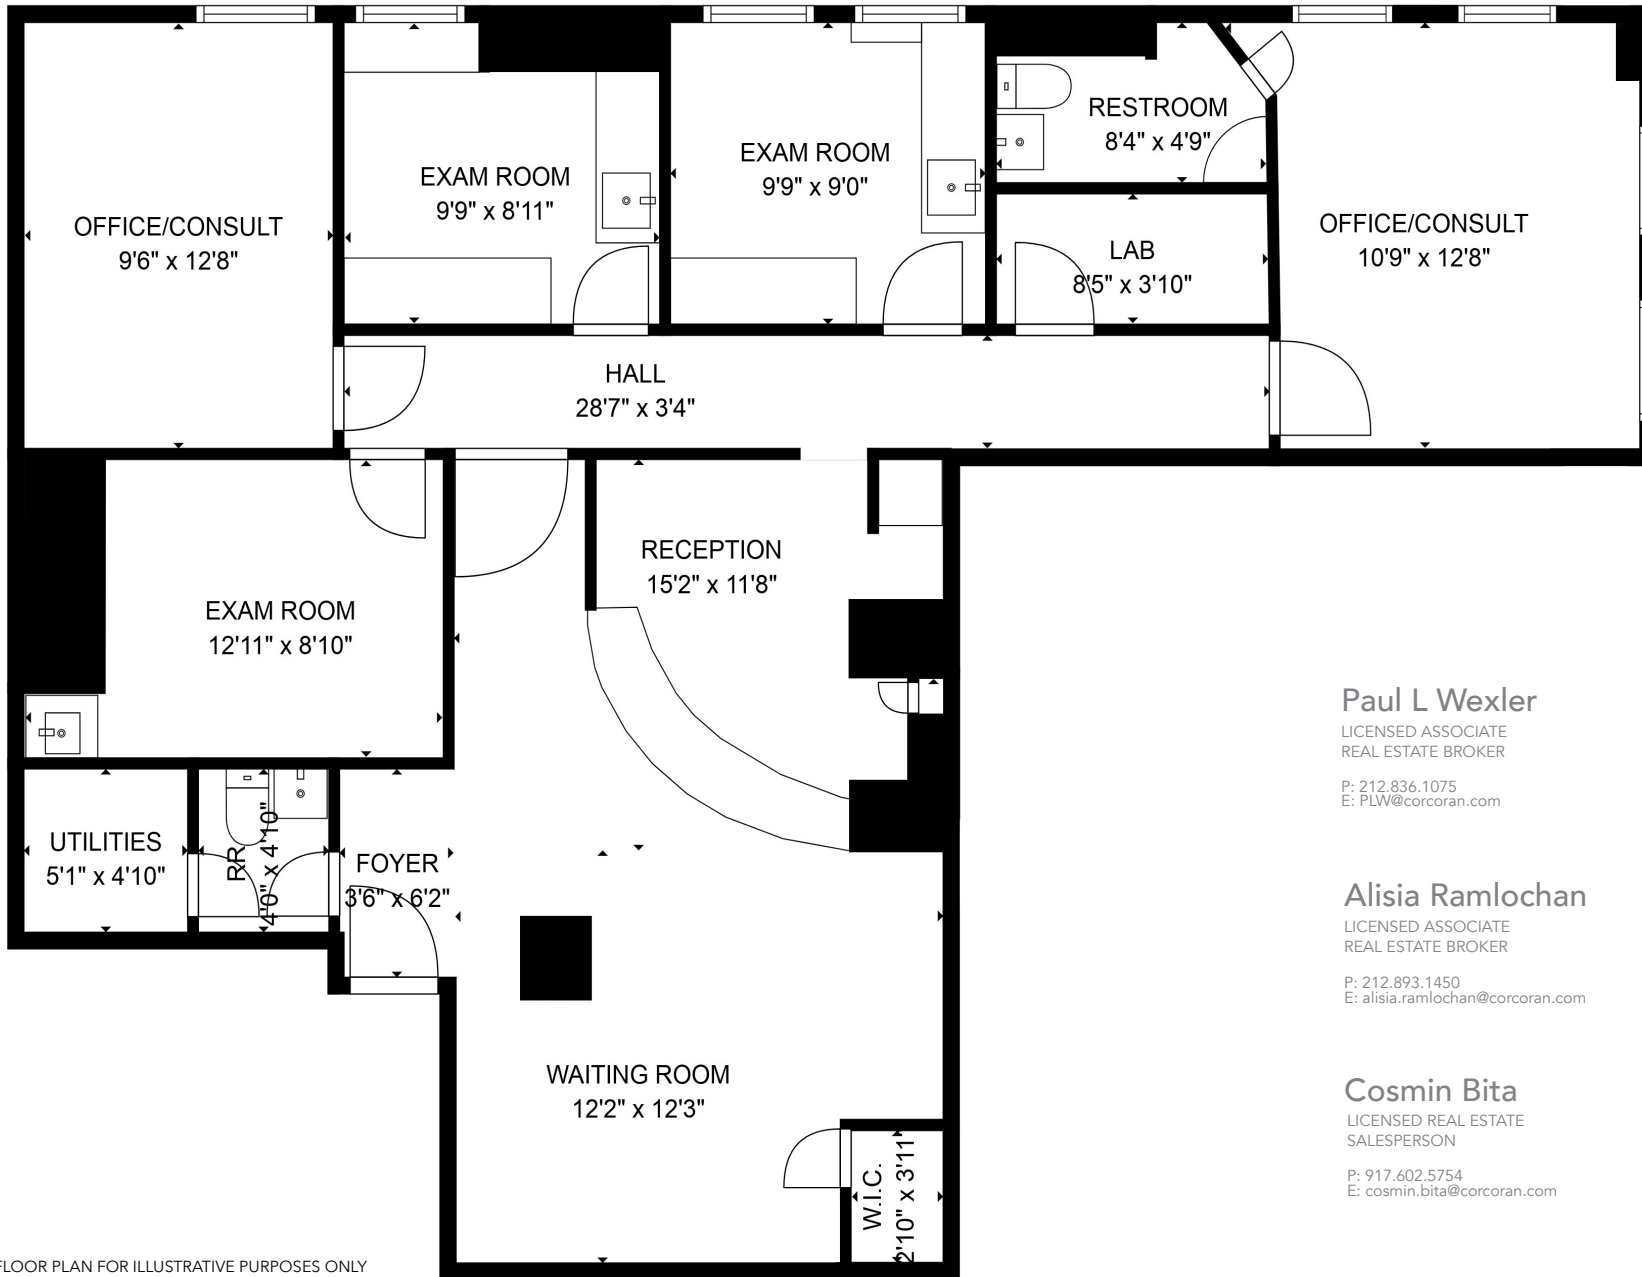 OFFICE/CONSULT
9'6" x 12'8"
EXAM ROOM
9'9" x 8'11"
EXAM ROOM
9'9" x 9'0"
RESTROOM
8'4" x 4'9"
LAB
8'5" x 3'10"
OFFICE/CONSULT
10'9" x 12'8"
HALL
28'7" x 3'4"
EXAM ROOM
12'11" x 8'10"
RECEPTION
15'2" x 11'8"
UTILITIES
5'1" x 4'10"
RR
4'0" x 4'10"
FOYER
3'6" x 6'2"
WAITING ROOM
12'2" x 12'3"
W.I.C.
2'10" x 3'11"
Paul L Wexler
LICENSED ASSOCIATE
REAL ESTATE BROKER
P: 212.836.1075
E: PLW@corcoran.com
Alisia Ramlochan
LICENSED ASSOCIATE
REAL ESTATE BROKER
P: 212.893.1450
E: alisia.ramlochan@corcoran.com
Cosmin Bita
LICENSED REAL ESTATE
SALESPERSON
P: 917.602.5754
E: cosmin.bita@corcoran.com
FLOOR PLAN FOR ILLUSTRATIVE PURPOSES ONLY